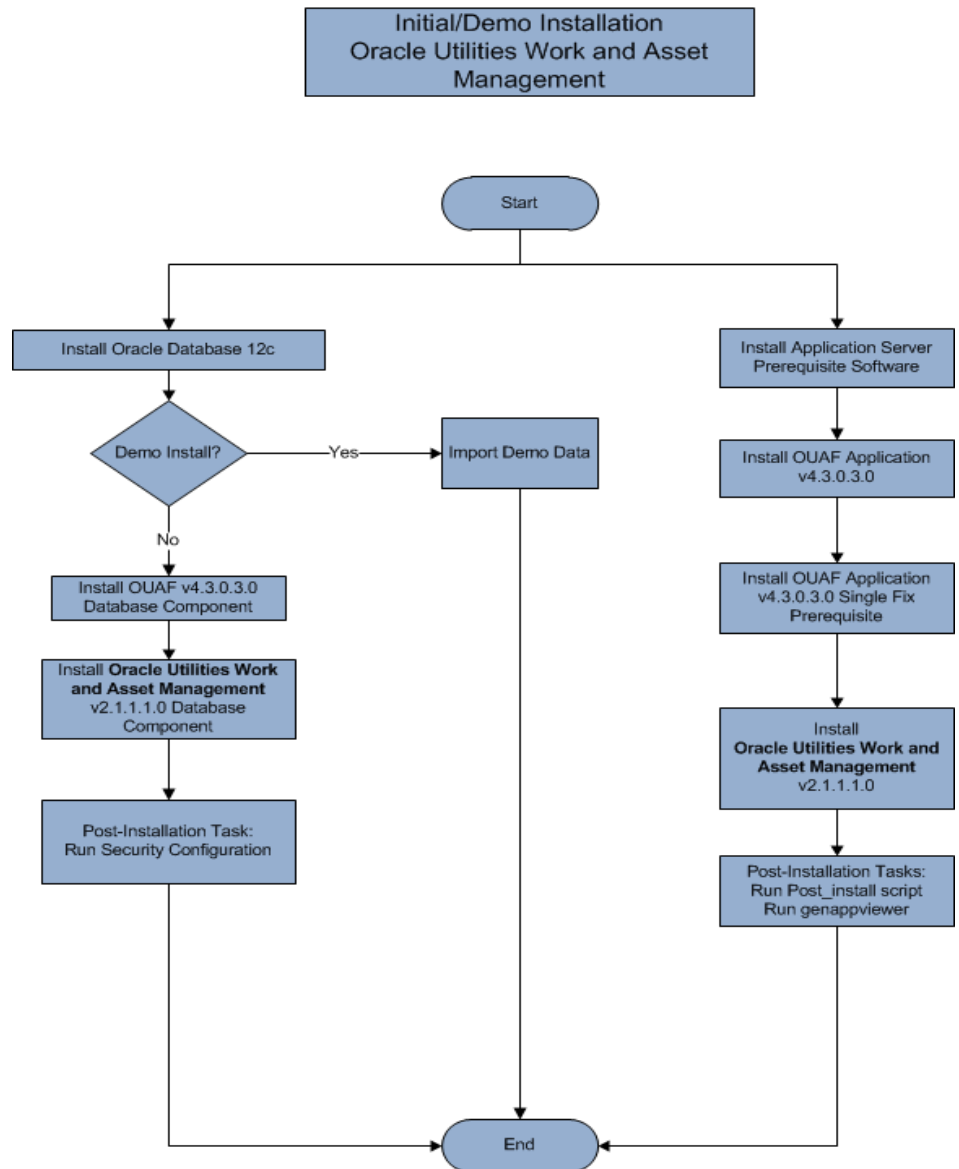 Initial/Demo Installation
Oracle Utilities Work and Asset
Management
Start
Install Oracle Database 12c
Demo Install?
Yes
Import Demo Data
No
Install OUAF v4.3.0.3.0
Database Component
Install Oracle Utilities Work
and Asset Management
v2.1.1.1.0 Database
Component
Post-Installation Task:
Run Security Configuration
Install Application Server
Prerequisite Software
Install OUAF Application
v4.3.0.3.0
Install OUAF Application
v4.3.0.3.0 Single Fix
Prerequisite
Install
Oracle Utilities Work and
Asset Management
v2.1.1.1.0
Post-Installation Tasks:
Run Post_install script
Run genappviewer
End